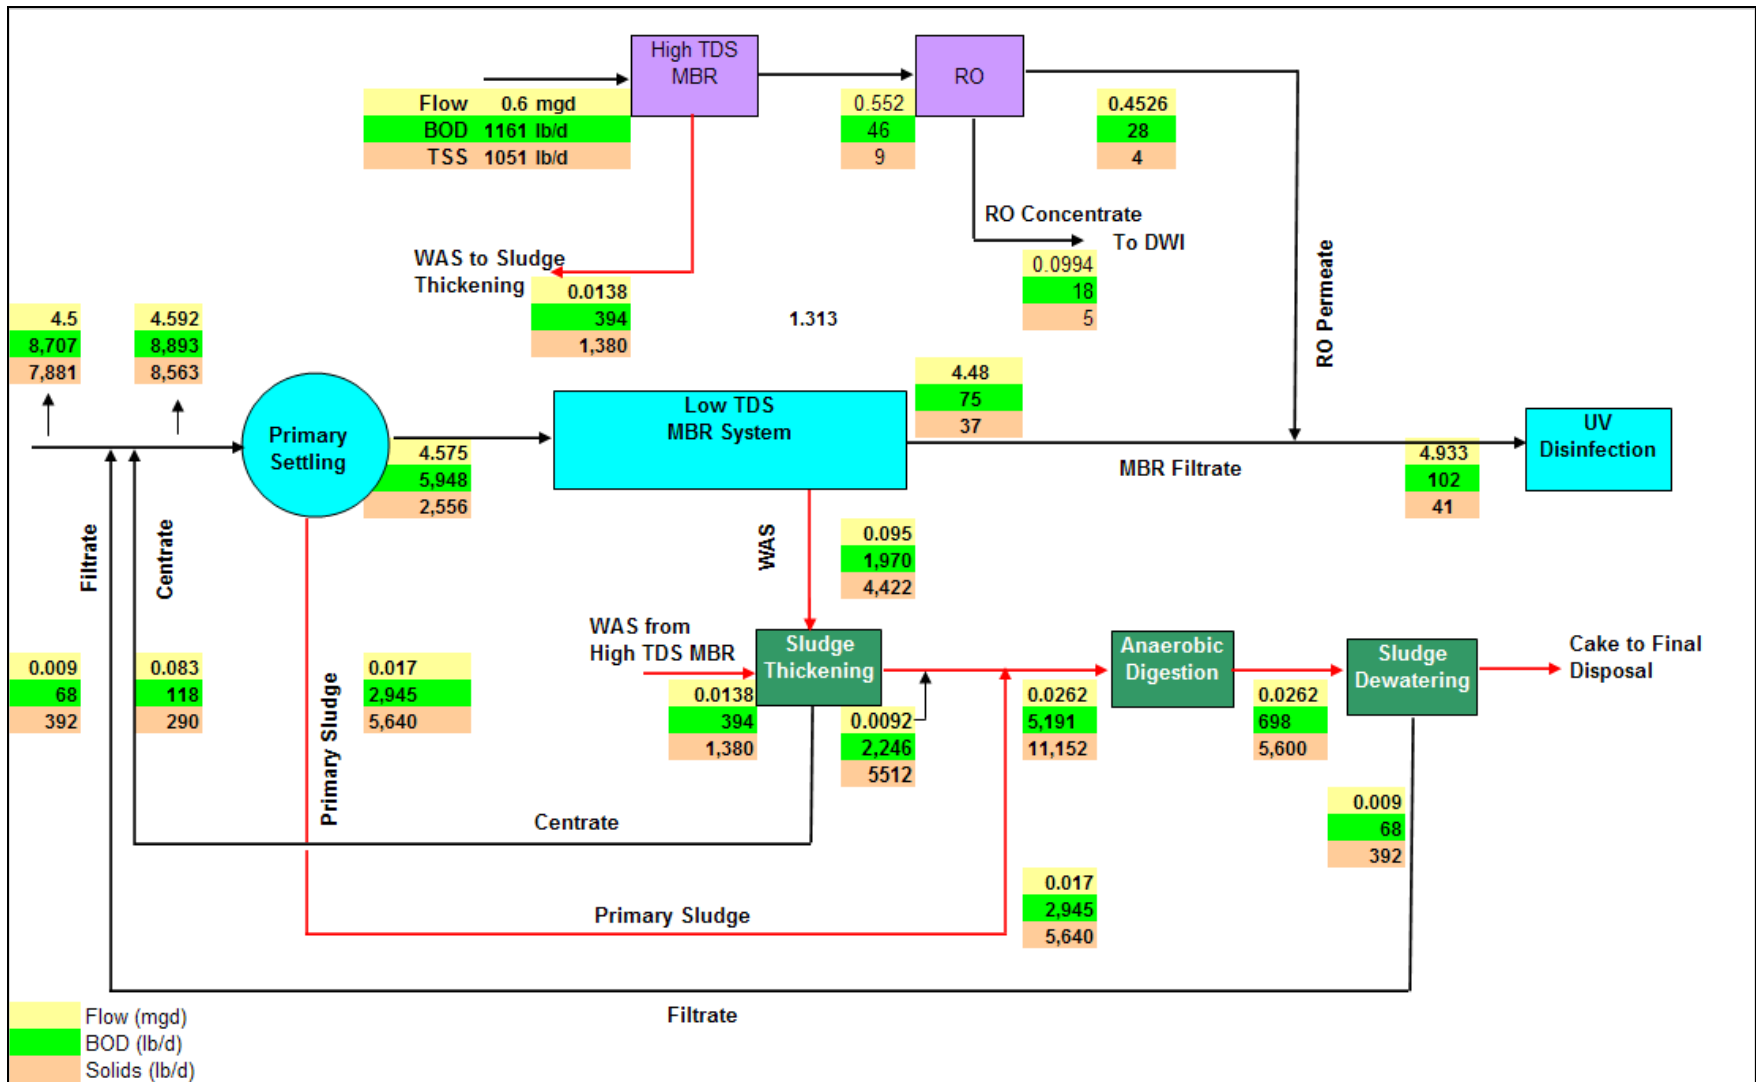 High TDS
MBR
RO
Flow 0.6 mgd
BOD 1161 lb/d
TSS 1051 lb/d
0.552
46
9
0.4526
28
4
RO Concentrate
To DWI
0.0994
18
5
RO Permeate
WAS to Sludge
Thickening
0.0138
394
1,380
1.313
4.5
8,707
7,881
4.592
8,893
8,563
Primary
Settling
4.575
5,948
2,556
Low TDS
MBR System
4.48
75
37
MBR Filtrate
4.933
102
41
UV
Disinfection
Filtrate
Centrate
WAS
0.095
1,970
4,422
0.009
68
392
0.083
118
290
Primary Sludge
0.017
2,945
5,640
WAS from
High TDS MBR
0.0138
394
1,380
Sludge
Thickening
0.0092
2,246
5512
0.0262
5,191
11,152
Anaerobic
Digestion
0.0262
698
5,600
Sludge
Dewatering
Cake to Final
Disposal
0.009
68
392
Centrate
Primary Sludge
0.017
2,945
5,640
Filtrate
Flow (mgd)
BOD (lb/d)
Solids (lb/d)